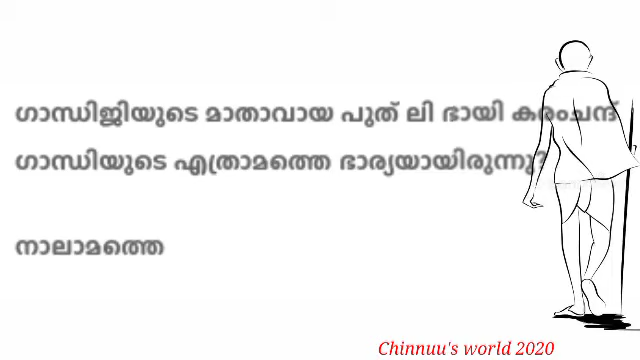 ഗാന്ധിജിയുടെ മാതാവായ പുത് ലി ഭായി കരംചന്ദ്
ഗാന്ധിയുടെ എത്രാമത്തെ ഭാര്യയായിരുന്നു?
നാലാമത്തെ
Chinnuu's world 2020